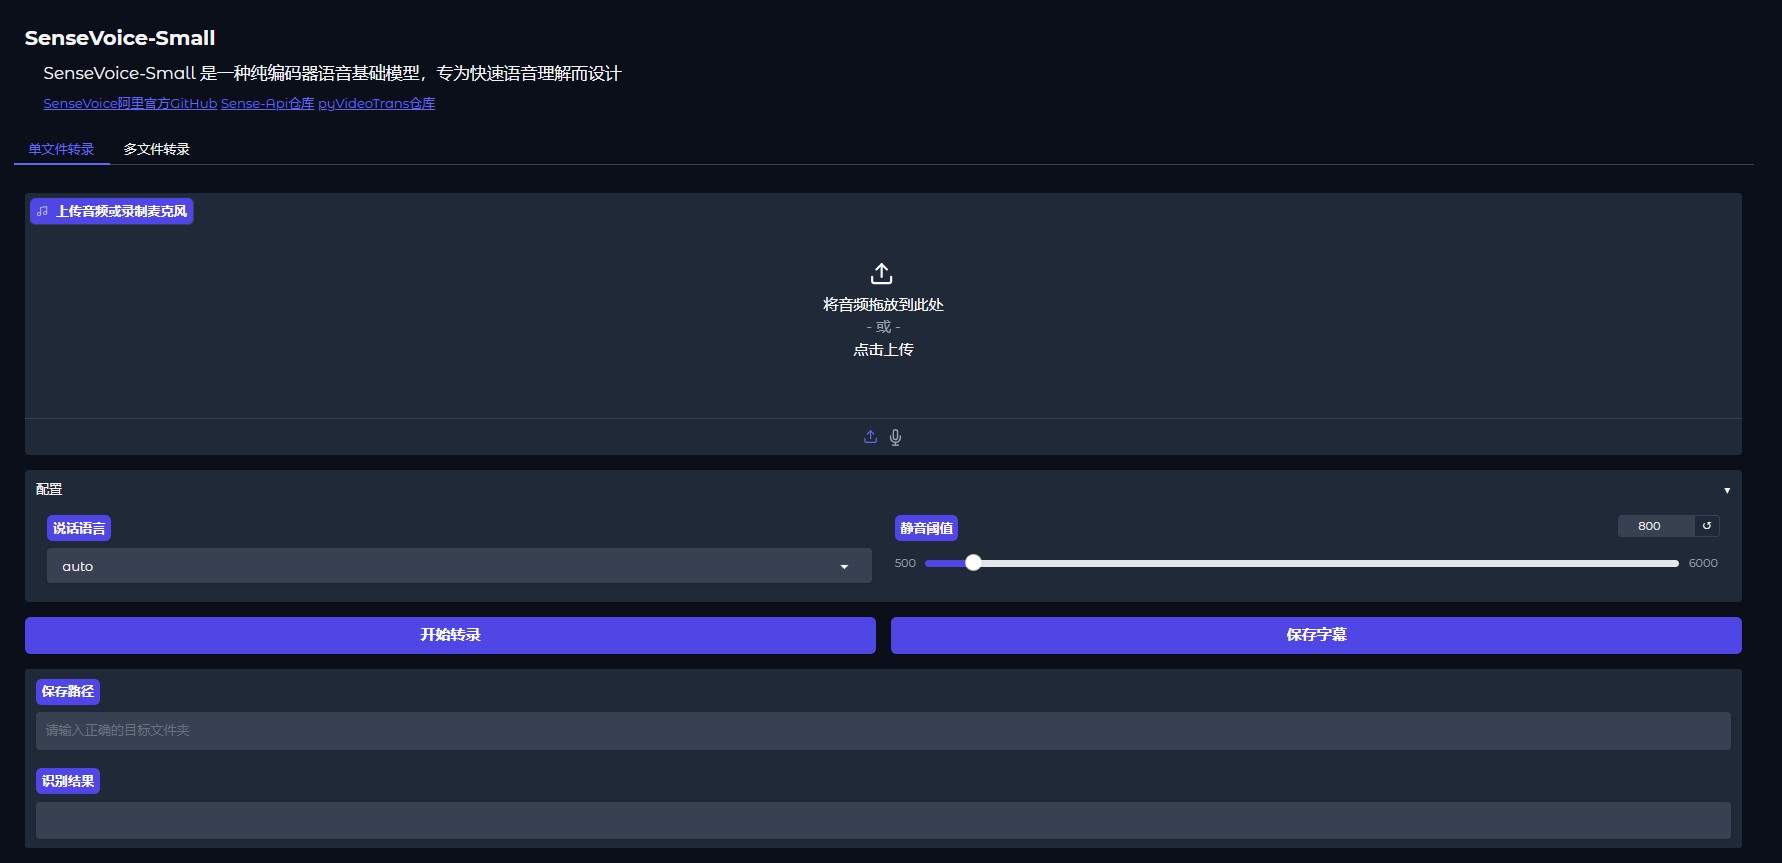 SenseVoice-Small
SenseVoice-Small 是一种纯编码器语音基础模型，专为快速语音理解而设计
SenseVoice阿里官方GitHub Sense-Api仓库 pyVideoTrans仓库
单文件转录 多文件转录
上传音频或录制麦克风
将音频拖放到此处
- 或 -
点击上传
配置
说话语言
auto
静音阈值 800
500 6000
开始转录 保存字幕
保存路径
请输入正确的目标文件夹
识别结果